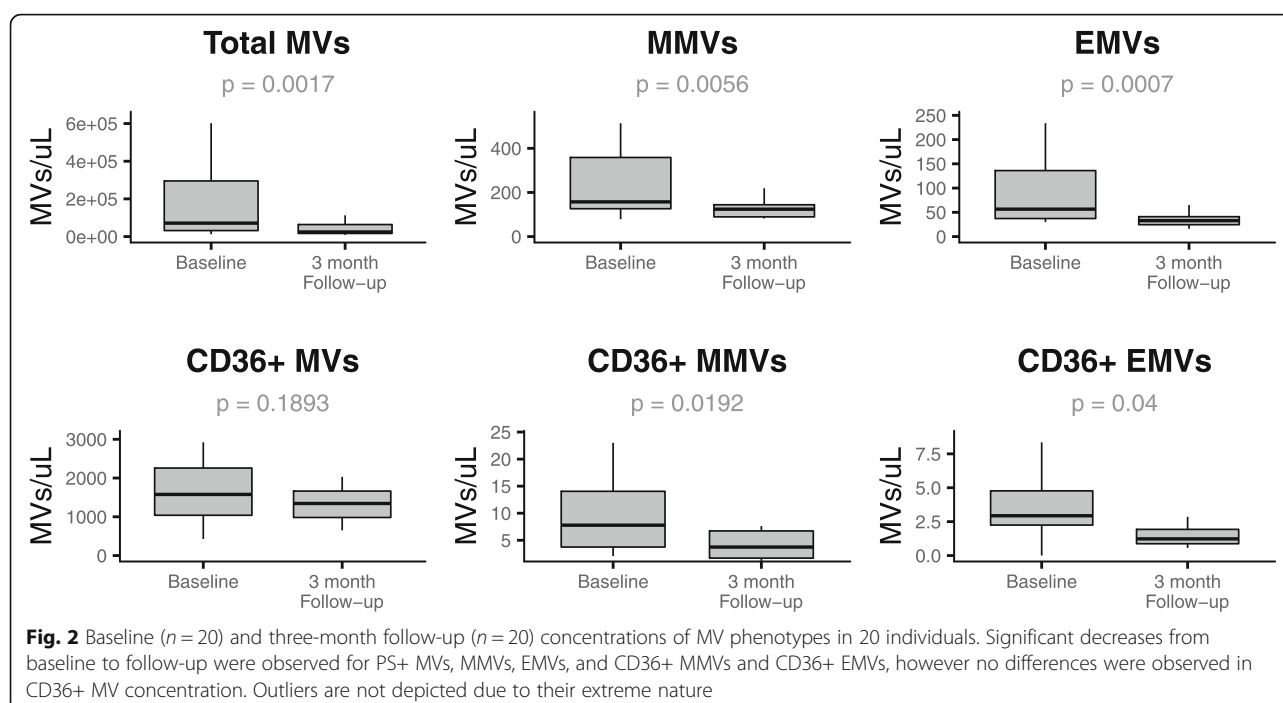 Total MVs
p = 0.0017
MVs/uL
6e+05
4e+05
2e+05
0e+00
Baseline
3 month
Follow−up
MMVs
p = 0.0056
MVs/uL
400
200
0
Baseline
3 month
Follow−up
EMVs
p = 0.0007
MVs/uL
250
200
150
100
50
0
Baseline
3 month
Follow−up
CD36+ MVs
p = 0.1893
MVs/uL
3000
2000
1000
0
Baseline
3 month
Follow−up
CD36+ MMVs
p = 0.0192
MVs/uL
25
20
15
10
5
Baseline
3 month
Follow−up
CD36+ EMVs
p = 0.04
MVs/uL
7.5
5.0
2.5
0.0
Baseline
3 month
Follow−up
Fig. 2 Baseline (n = 20) and three-month follow-up (n = 20) concentrations of MV phenotypes in 20 individuals. Significant decreases from
baseline to follow-up were observed for PS+ MVs, MMVs, EMVs, and CD36+ MMVs and CD36+ EMVs, however no differences were observed in
CD36+ MV concentration. Outliers are not depicted due to their extreme nature